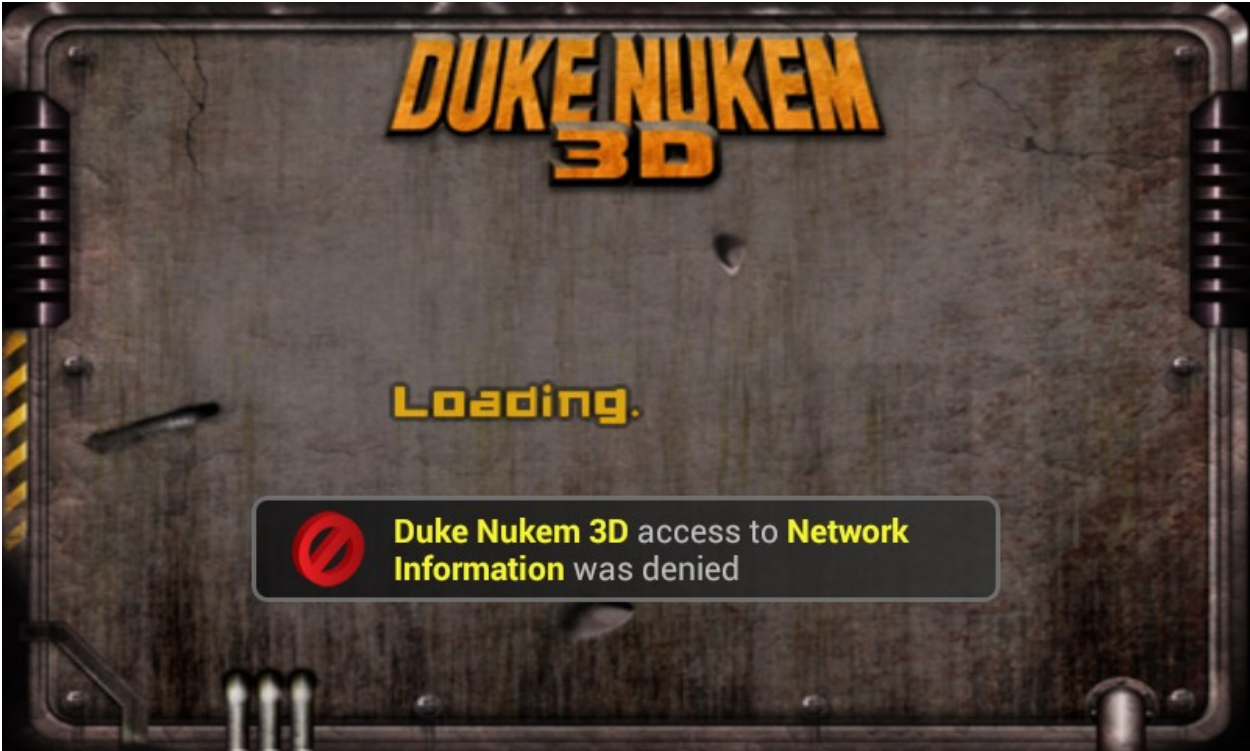 DUKE NUKEM
3D
Loading.
Duke Nukem 3D access to Network
Information was denied